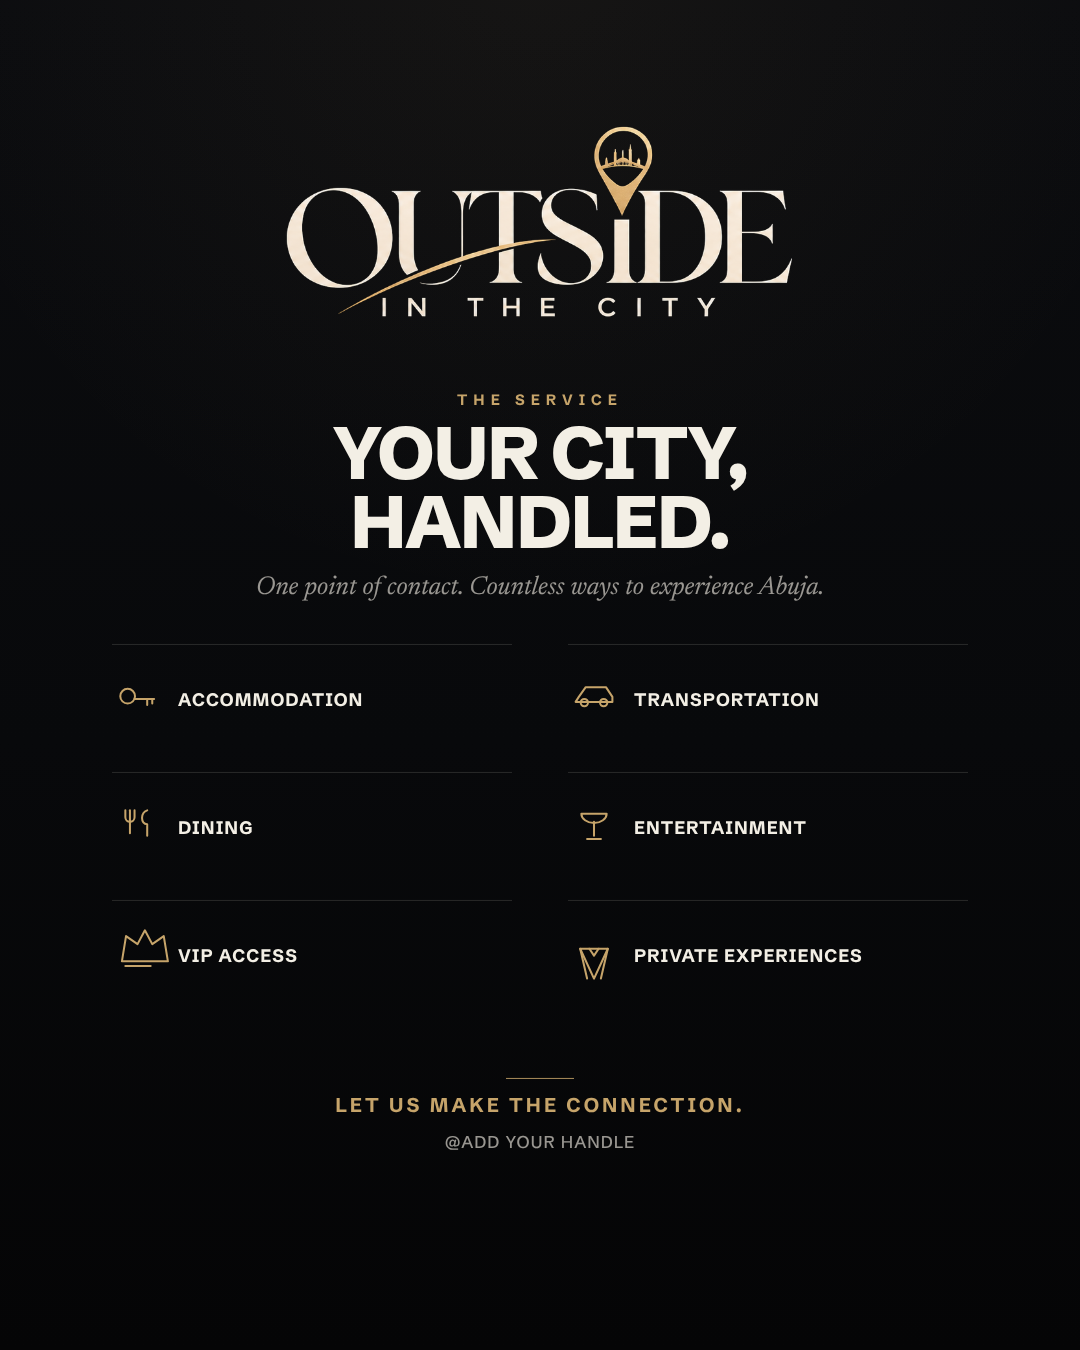 OUTSiDE
IN THE CITY
THE SERVICE
YOUR CITY,
HANDLED.
One point of contact. Countless ways to experience Abuja.
ACCOMMODATION
TRANSPORTATION
DINING
ENTERTAINMENT
VIP ACCESS
PRIVATE EXPERIENCES
LET US MAKE THE CONNECTION.
@ADD YOUR HANDLE